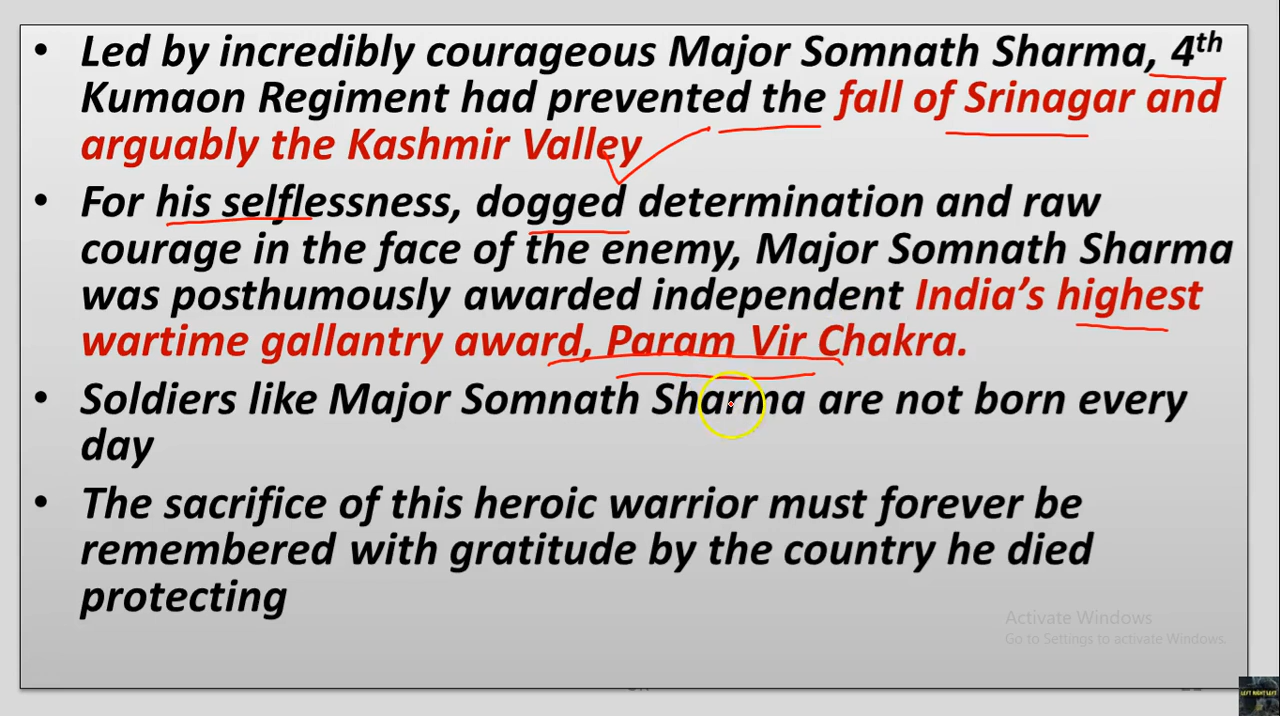 • Led by incredibly courageous Major Somnath Sharma, 4th
Kumaon Regiment had prevented the fall of Srinagar and
arguably the Kashmir Valley
• For his selflessness, dogged determination and raw
courage in the face of the enemy, Major Somnath Sharma
was posthumously awarded independent India's highest
wartime gallantry award, Param Vir Chakra.
• Soldiers like Major Somnath Sharma are not born every
day
• The sacrifice of this heroic warrior must forever be
remembered with gratitude by the country he died
protecting
Activate Windows
Go to Settings to activate Windows.
LEFT RIGHT LEFT